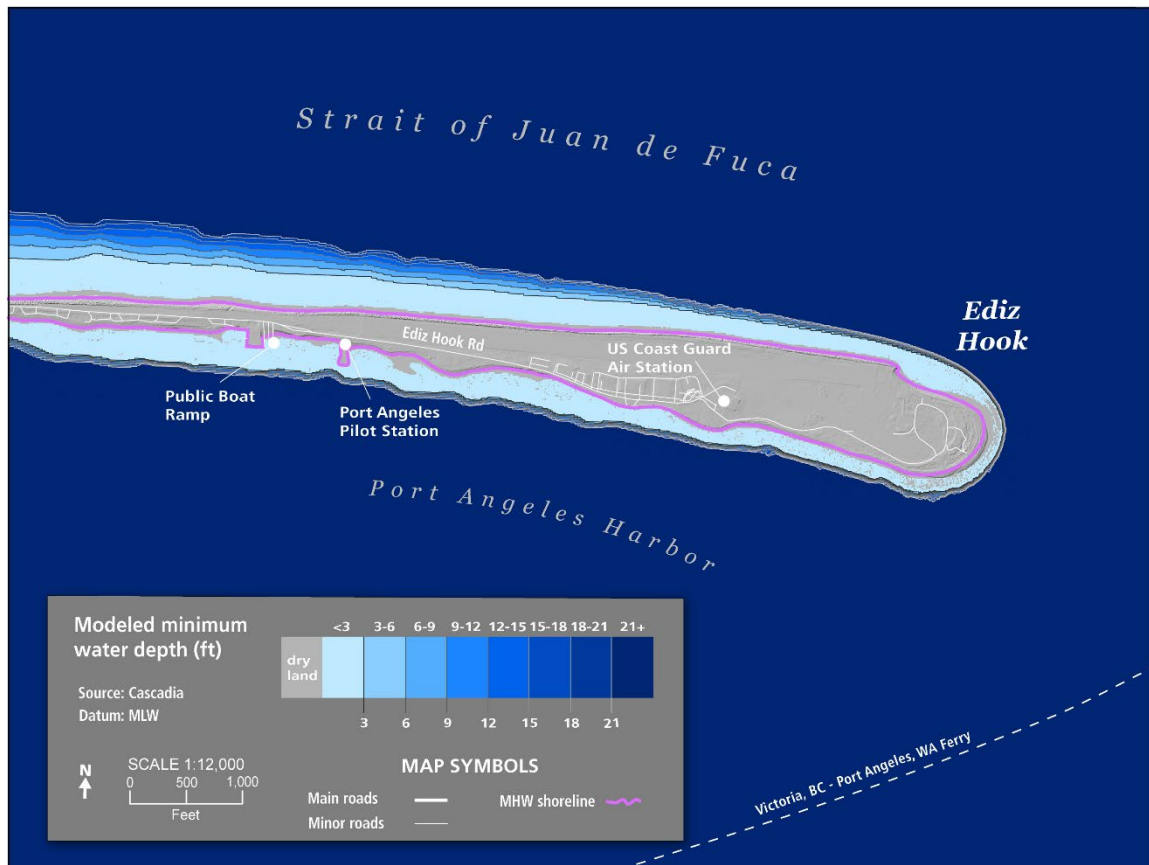 Strait of Juan de Fuca
Ediz
Hook
Ediz Hook Rd
US Coast Guard
Air Station
Public Boat
Ramp
Port Angeles
Pilot Station
Port Angeles Harbor
Victoria, BC - Port Angeles, WA Ferry
Modeled minimum
water depth (ft)
Source: Cascadia
Datum: MLW
<3 3-6 6-9 9-12 12-15 15-18 18-21 21+
dry
land
3 6 9 12 15 18 21
N
SCALE 1:12,000
0 500 1,000
Feet
MAP SYMBOLS
Main roads
Minor roads
MHW shoreline